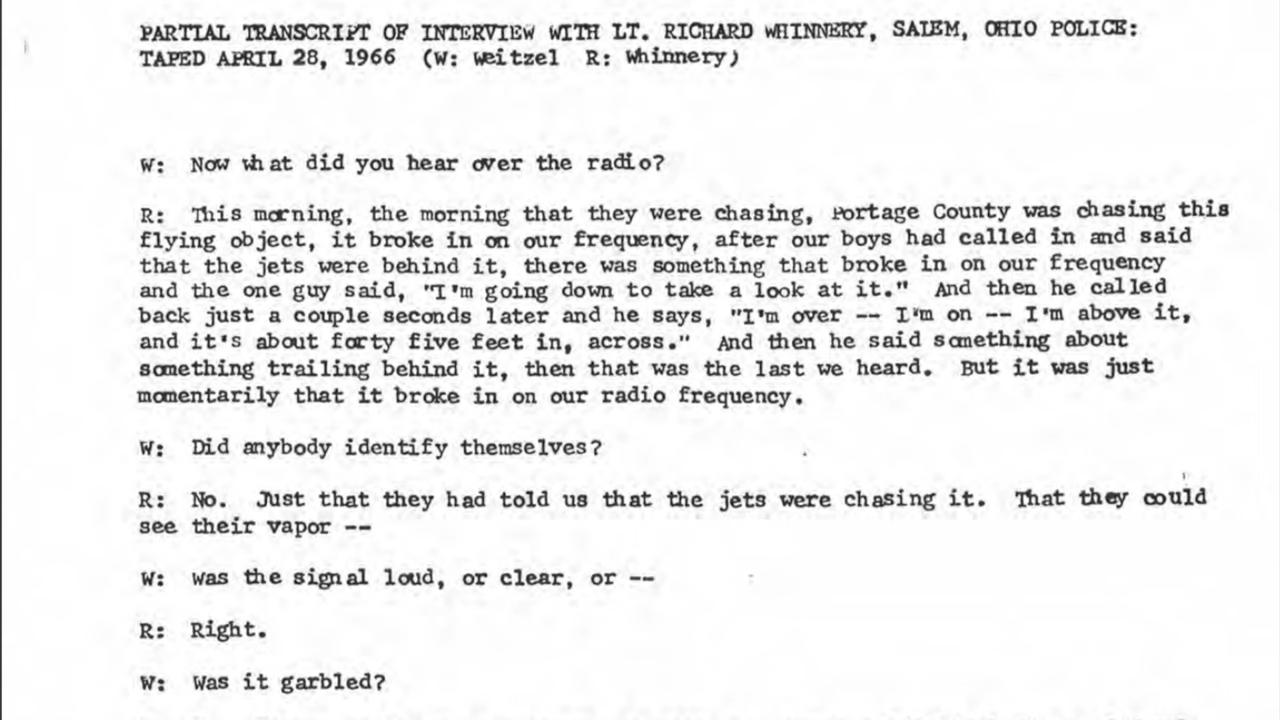 PARTIAL TRANSCRIPT OF INTERVIEW WITH LT. RICHARD WHINNERY, SALEM, OHIO POLICE:
TAPED APRIL 28, 1966 (W: Weitzel R: Whinnery)
W: Now what did you hear over the radio?
R: This morning, the morning that they were chasing, Portage County was chasing this
flying object, it broke in on our frequency, after our boys had called in and said
that the jets were behind it, there was something that broke in on our frequency
and the one guy said, "I'm going down to take a look at it." And then he called
back just a couple seconds later and he says, "I'm over -- I'm on -- I'm above it,
and it's about forty five feet in, across." And then he said something about
something trailing behind it, then that was the last we heard. But it was just
momentarily that it broke in on our radio frequency.
W: Did anybody identify themselves?
R: No. Just that they had told us that the jets were chasing it. That they could
see their vapor --
W: Was the signal loud, or clear, or --
R: Right.
W: Was it garbled?